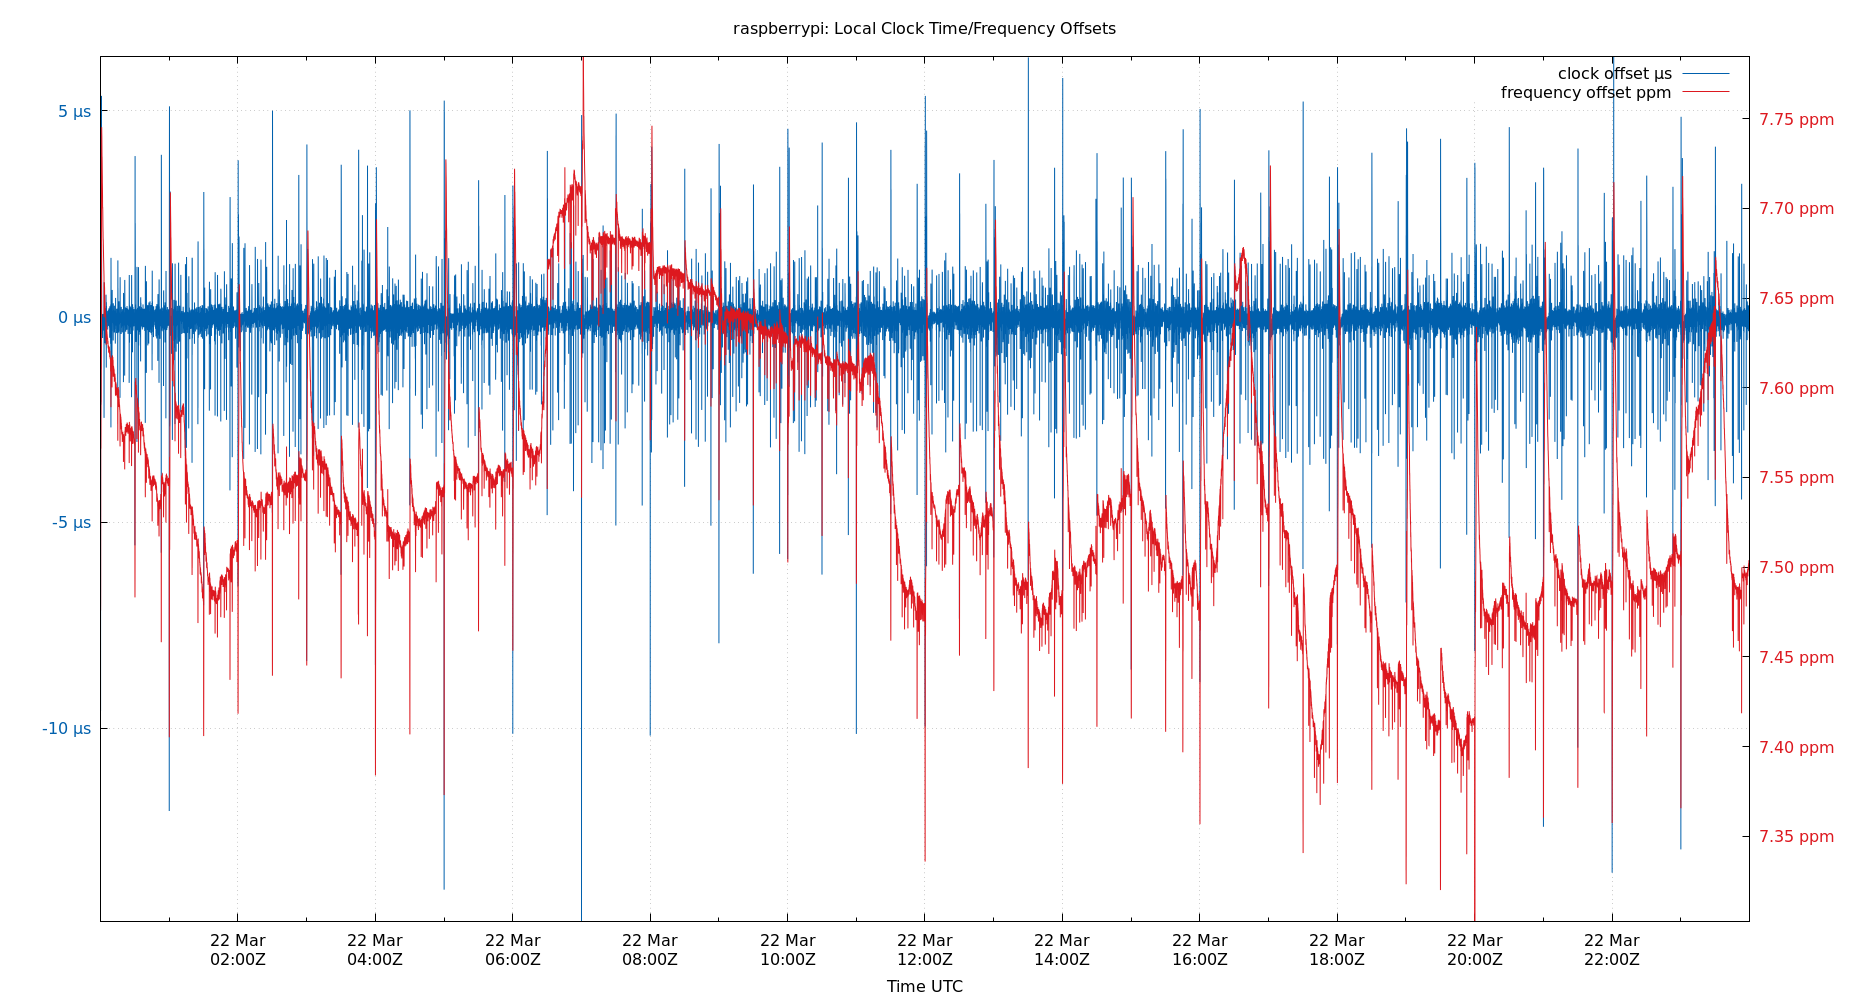 raspberrypi: Local Clock Time/Frequency Offsets
clock offset µs
frequency offset ppm
5 µs
0 µs
-5 µs
-10 µs
7.75 ppm
7.70 ppm
7.65 ppm
7.60 ppm
7.55 ppm
7.50 ppm
7.45 ppm
7.40 ppm
7.35 ppm
22 Mar 22 Mar 22 Mar 22 Mar 22 Mar 22 Mar 22 Mar 22 Mar 22 Mar 22 Mar 22 Mar
02:00Z 04:00Z 06:00Z 08:00Z 10:00Z 12:00Z 14:00Z 16:00Z 18:00Z 20:00Z 22:00Z
Time UTC